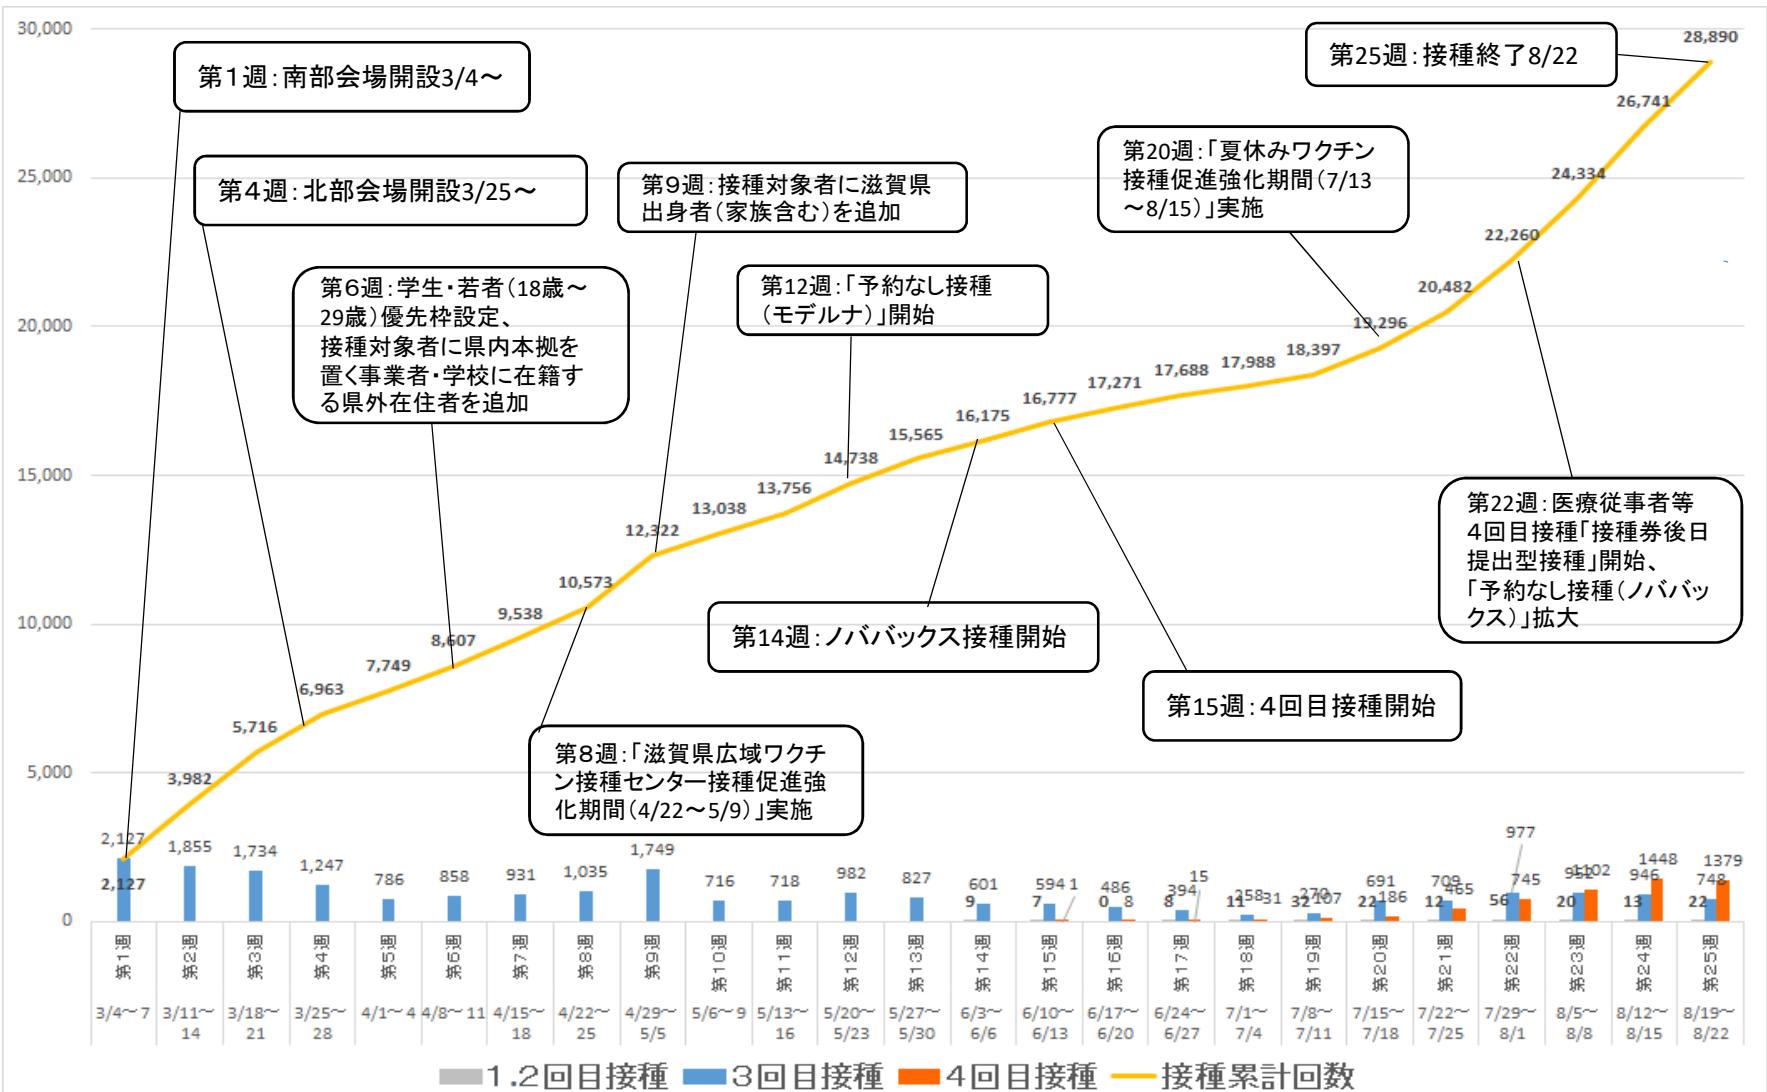 30,000
25,000
20,000
15,000
10,000
5,000
0
第1週：南部会場開設3/4～
第4週：北部会場開設3/25～
第6週：学生・若者（18歳～
29歳）優先枠設定、
接種対象者に県内本拠を
置く事業者・学校に在籍す
る県外在住者を追加
第8週：「滋賀県広域ワクチ
ン接種センター接種促進強
化期間（4/22～5/9）」実施
第9週：接種対象者に滋賀県
出身者（家族含む）を追加
第12週：「予約なし接種
（モデルナ）」開始
第14週：ノババックス接種開始
第15週：4回目接種開始
第20週：「夏休みワクチン
接種促進強化期間（7/13
～8/15）」実施
第22週：医療従事者等
4回目接種「接種券後日
提出型接種」開始、
「予約なし接種（ノババッ
クス）」拡大
第25週：接種終了8/22
2,127 3,982 5,716 6,963 7,749 8,607 9,538 10,573 12,322 13,038 13,756 14,738 15,565 16,175 16,777 17,271 17,688 17,988 18,397 19,296 20,482 22,260 24,334 26,741 28,890
2,127 1,855 1,734 1,247 786 858 931 1,035 1,749 716 718 982 827 601 594 486 394 258 270 691 709 977 952 946 748
9 7 0 8 11 32 22 12 56 20 13 22
1 8 15 31 107 186 465 745 1102 1448 1379
第1週 第2週 第3週 第4週 第5週 第6週 第7週 第8週 第9週 第10週 第11週 第12週 第13週 第14週 第15週 第16週 第17週 第18週 第19週 第20週 第21週 第22週 第23週 第24週 第25週
3/4～7 3/11～14 3/18～21 3/25～28 4/1～4 4/8～11 4/15～18 4/22～25 4/29～5/5 5/6～9 5/13～16 5/20～5/23 5/27～5/30 6/3～6/6 6/10～6/13 6/17～6/20 6/24～6/27 7/1～7/4 7/8～7/11 7/15～7/18 7/22～7/25 7/29～8/1 8/5～8/8 8/12～8/15 8/19～8/22
1.2回目接種 3回目接種 4回目接種 接種累計回数